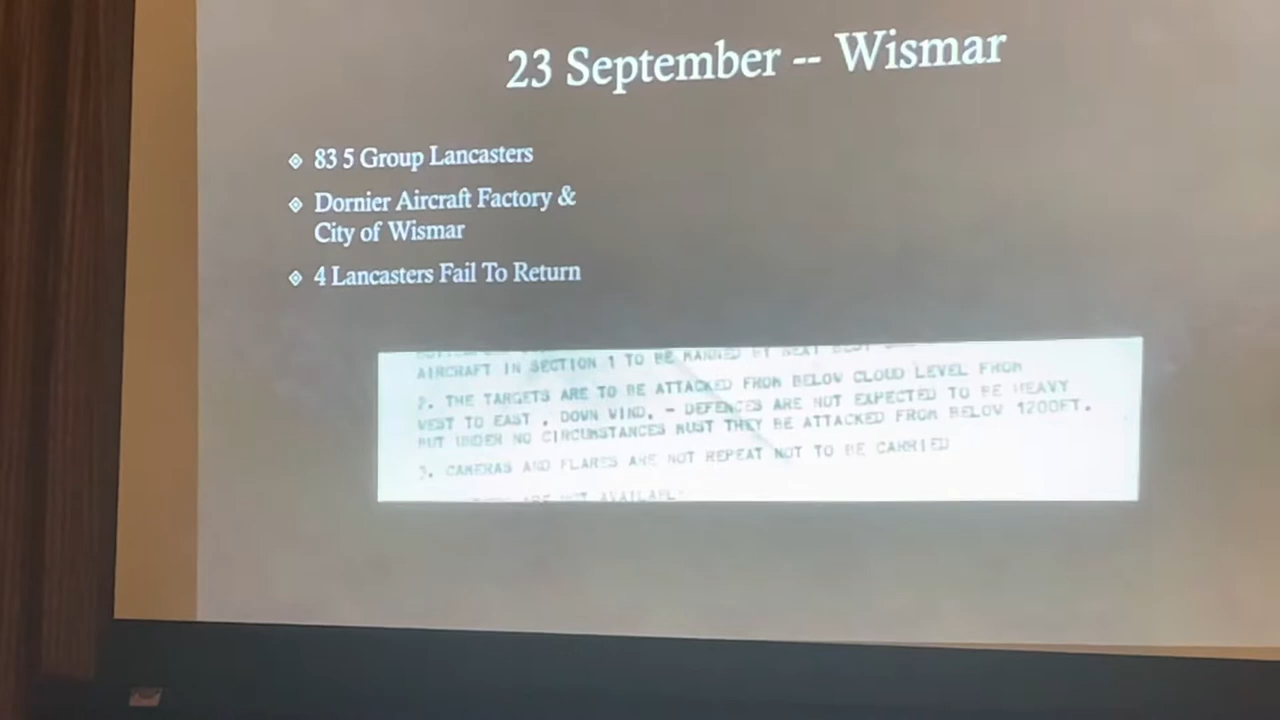 23 September -- Wismar
83 5 Group Lancasters
Dornier Aircraft Factory &
City of Wismar
4 Lancasters Fail To Return
AIRCRAFT IN SECTION 1 TO BE MANNED BY
2. THE TARGETS ARE TO BE ATTACKED FROM BELOW CLOUD LEVEL FROM
WEST TO EAST , DOWN WIND, - DEFENCES ARE NOT EXPECTED TO BE HEAVY
BUT UNDER NO CIRCUMSTANCES MUST THEY BE ATTACKED FROM BELOW 1200FT.
3. CAMERAS AND FLARES ARE NOT REPEAT NOT TO BE CARRIED
ARE NOT